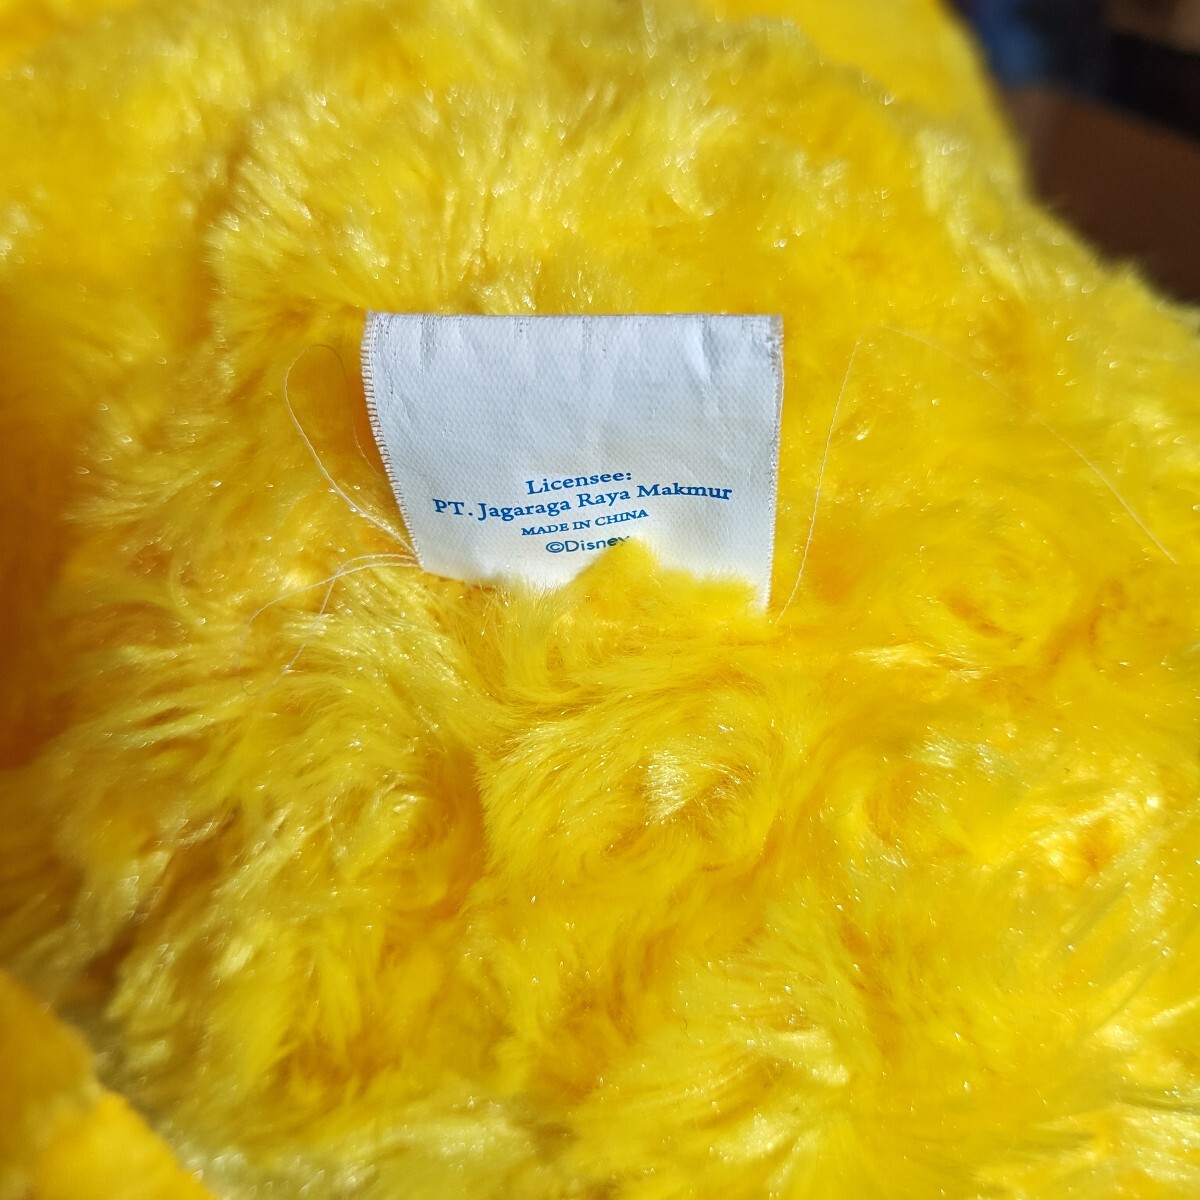 Licensee:
PT. Jagaraga Raya Makmur
MADE IN CHINA
©Disney